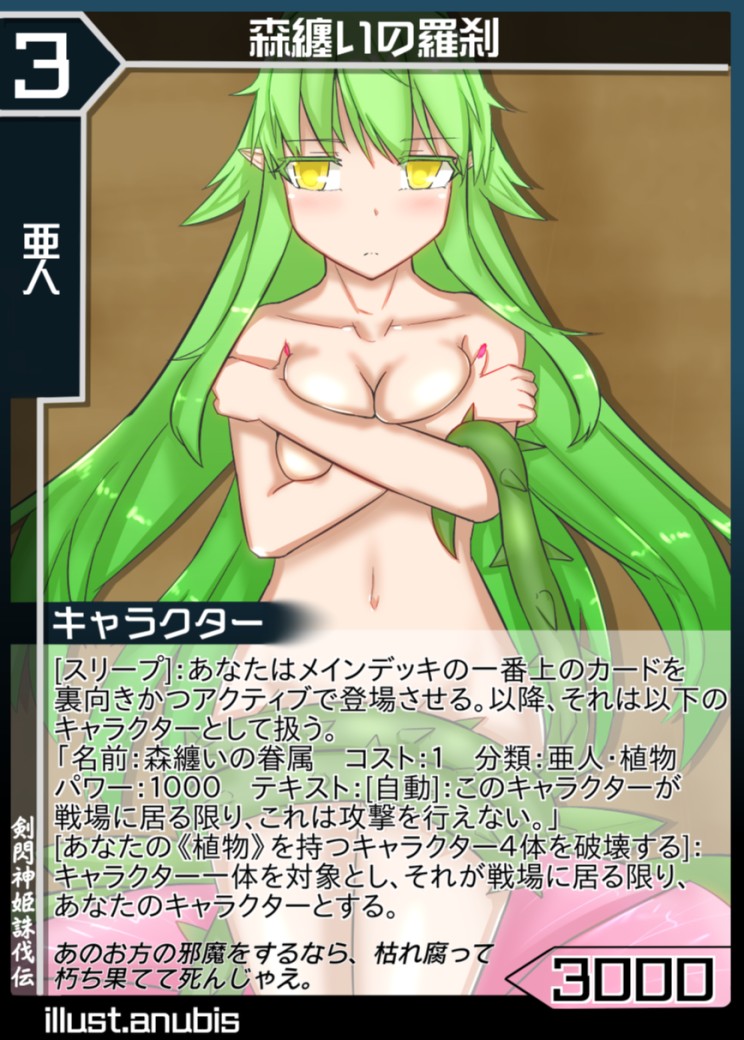 森纏いの羅刹
3
亜人
キャラクター
[スリープ]:あなたはメインデッキの一番上のカードを
裏向きかつアクティブで登場させる。以降、それは以下の
キャラクターとして扱う。
「名前:森纏いの眷属　コスト:1　分類:亜人・植物
パワー:1000　テキスト:[自動]:このキャラクターが
戦場に居る限り、これは攻撃を行えない。」
[あなたの《植物》を持つキャラクター4体を破壊する]:
キャラクター一体を対象とし、それが戦場に居る限り、
あなたのキャラクターとする。
あのお方の邪魔をするなら、枯れ腐って
朽ち果てて死んじゃえ。
剣閃神姫誅伐伝
3000
illust.anubis